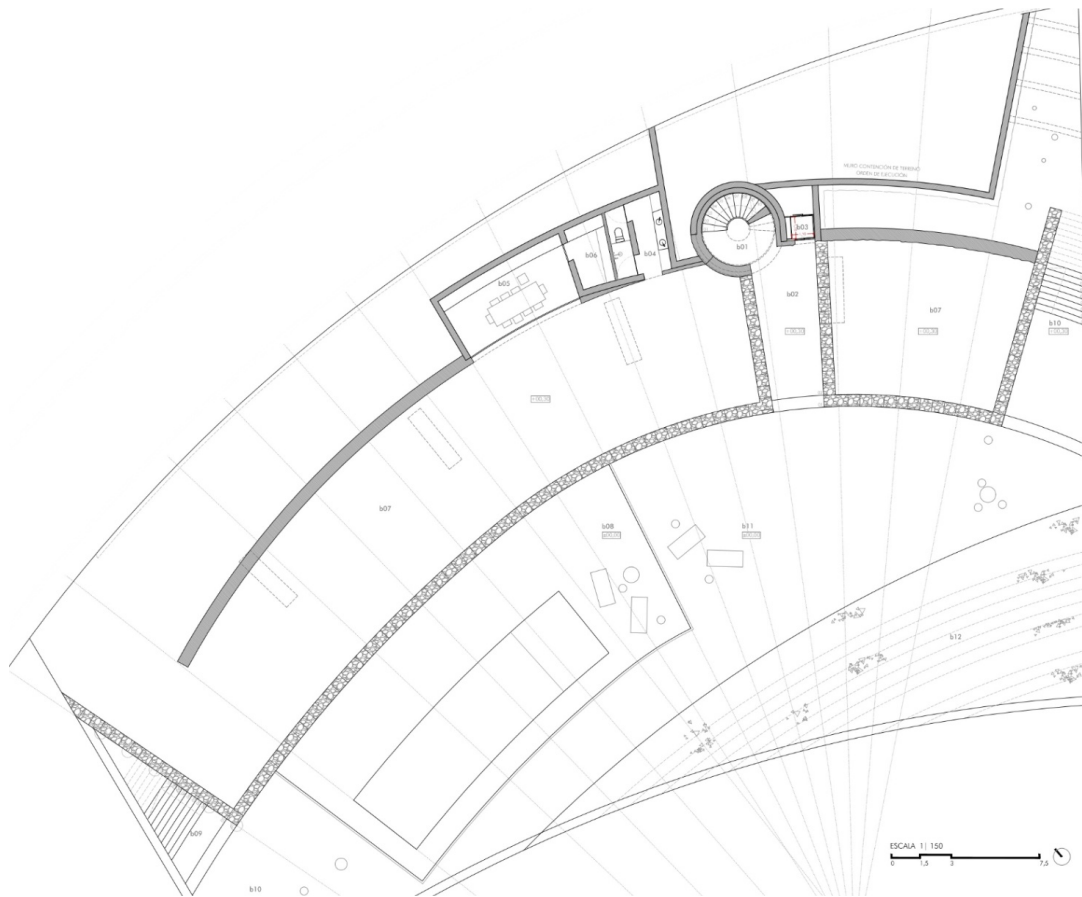 MURO CONTENCIÓN DE TERRENO
ORDEN DE EJECUCIÓN
b03
b01
b04
b06
b05
b02
b07
b10
b07
b08
b11
b12
b09
b10
ESCALA 1| 150
0 1,5 3 7,5